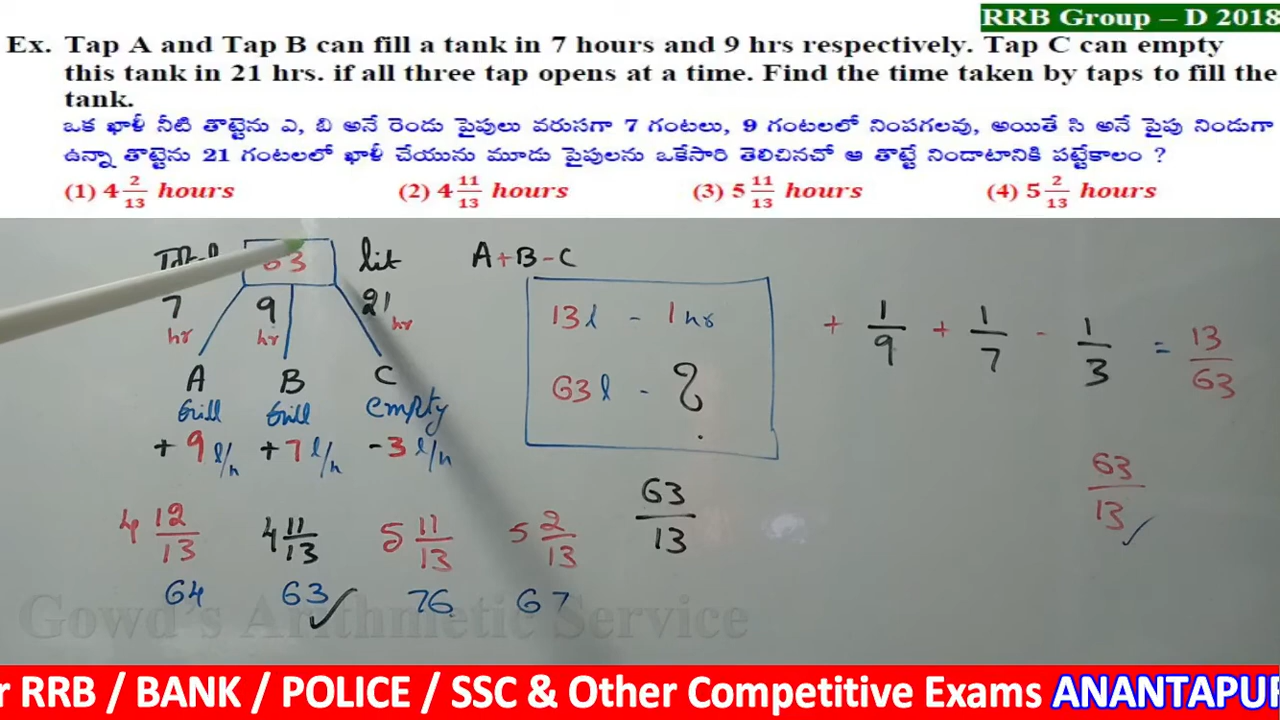 RRB Group – D 2018
Ex. Tap A and Tap B can fill a tank in 7 hours and 9 hrs respectively. Tap C can empty
this tank in 21 hrs. if all three tap opens at a time. Find the time taken by taps to fill the
tank.
ఒక ఖాళీ నీటి తొట్టెను ఎ, బి అనే రెండు పైపులు వరుసగా 7 గంటలు, 9 గంటలలో నింపగలవు, అయితే సి అనే పైపు నిండుగా
ఉన్నా తొట్టెను 21 గంటలలో ఖాళీ చేయును మూడు పైపులను ఒకేసారి తెలిచినచో ఆ తొట్టే నిండాటానికి పట్టేకాలం ?
(1) 4 2/13 hours (2) 4 11/13 hours (3) 5 11/13 hours (4) 5 2/13 hours
63 lit A+B-C
7 hr 9 hr 21 hr 13l - 1hr + 1/9 + 1/7 - 1/3 = 13/63
A B C 63l - ?
fill fill empty
+9 l/h +7 l/h -3 l/h
4 12/13 4 11/13 5 11/13 5 2/13 63/13 63/13
64 63 76 67
Gowd's Arithmetic Service
r RRB / BANK / POLICE / SSC & Other Competitive Exams ANANTAPUR